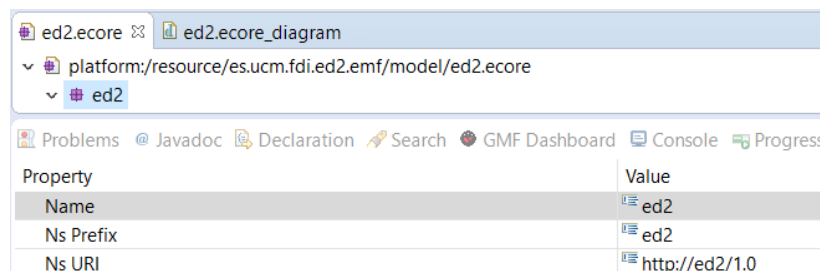 ed2.ecore ed2.ecore_diagram
platform:/resource/es.ucm.fdi.ed2.emf/model/ed2.ecore
ed2
Problems @ Javadoc Declaration Search GMF Dashboard Console Progress
Property Value
Name ed2
Ns Prefix ed2
Ns URI http://ed2/1.0